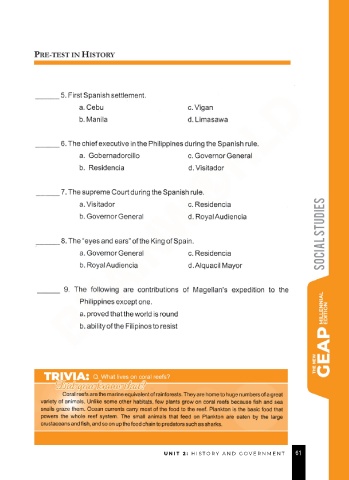 PRE-TEST IN HISTORY
______ 5. First Spanish settlement.
a. Cebu c. Vigan
b. Manila d. Limasawa
______ 6. The chief executive in the Philippines during the Spanish rule.
a. Gobernadorcillo c. Governor General
b. Residencia d. Visitador
______ 7. The supreme Court during the Spanish rule.
a. Visitador c. Residencia
b. Governor General d. Royal Audiencia
______ 8. The "eyes and ears" of the King of Spain.
a. Governor General c. Residencia
b. Royal Audiencia d. Alquacil Mayor
______ 9. The following are contributions of Magellan's expedition to the
Philippines except one.
a. proved that the world is round
b. ability of the Filipinos to resist
SOCIAL STUDIES
THE NEW GEAP MILLENNIAL EDITION
TRIVIA: Q: What lives on coral reefs?
Did you know that?
Coral reefs are the marine equivalent of rainforests. They are home to huge numbers of a great
variety of animals. Unlike some other habitats, few plants grow on coral reefs because fish and sea
snails graze them. Ocean currents carry most of the food to the reef. Plankton is the basic food that
powers the whole reef system. The small animals that feed on Plankton are eaten by the large
crustaceans and fish, and so on up the food chain to predators such as sharks.
UNIT 2: HISTORY AND GOVERNMENT 61